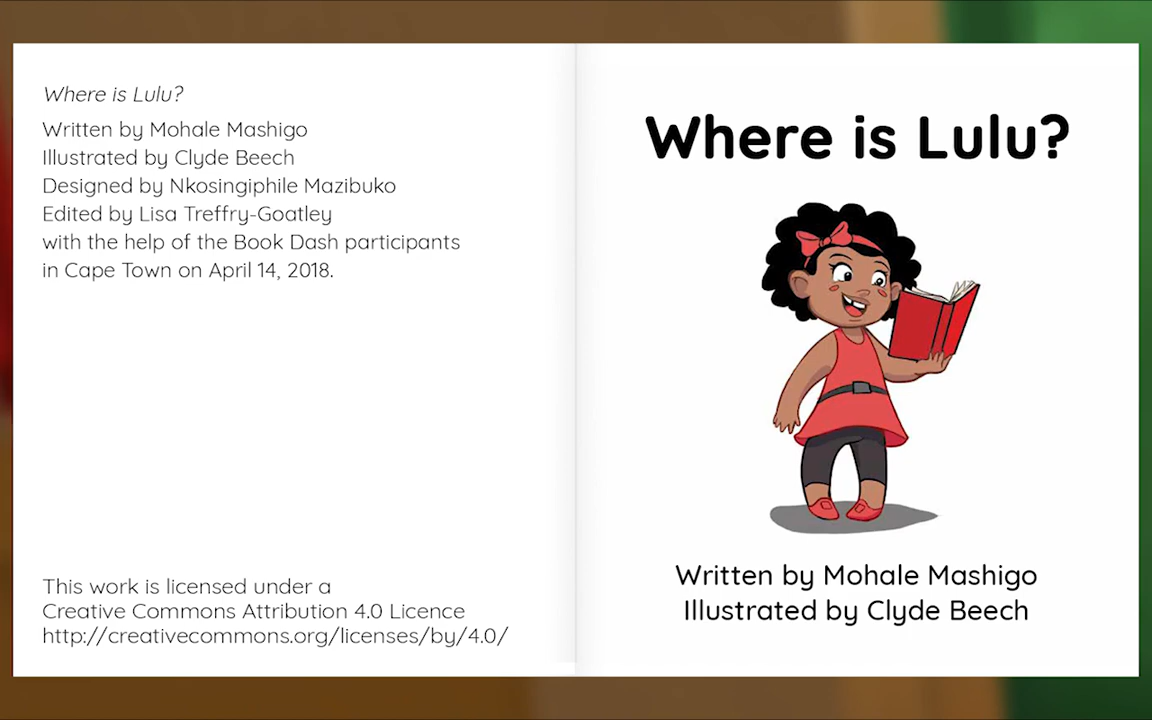 Where is Lulu?
Written by Mohale Mashigo
Illustrated by Clyde Beech
Designed by Nkosingiphile Mazibuko
Edited by Lisa Treffry-Goatley
with the help of the Book Dash participants
in Cape Town on April 14, 2018.
This work is licensed under a
Creative Commons Attribution 4.0 Licence
http://creativecommons.org/licenses/by/4.0/
Where is Lulu?
Written by Mohale Mashigo
Illustrated by Clyde Beech